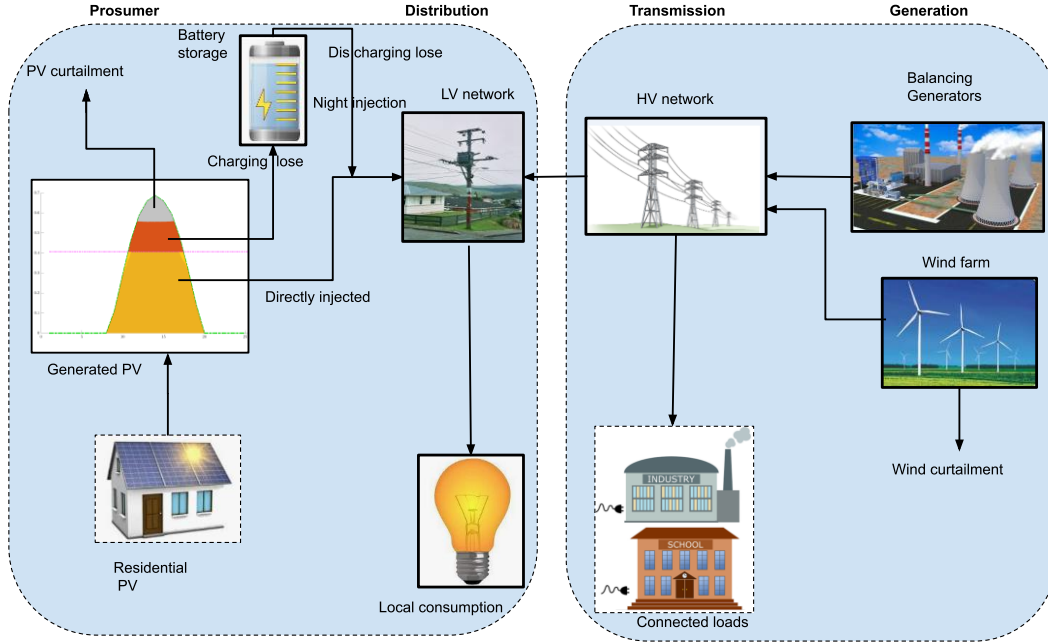 Prosumer
Distribution
Transmission
Generation
Battery
storage
Dis charging lose
PV curtailment
Night injection
LV network
HV network
Balancing
Generators
Charging lose
Wind farm
Directly injected
Generated PV
Residential
PV
Local consumption
INDUSTRY
SCHOOL
Connected loads
Wind curtailment